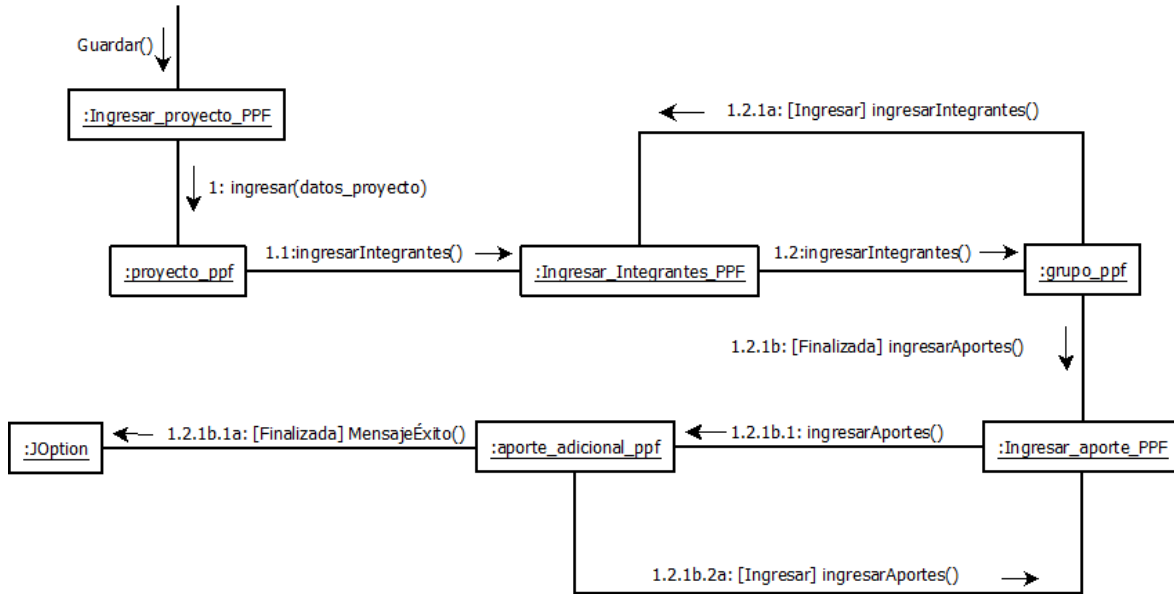 Guardar()
:Ingresar_proyecto_PPF
1.2.1a: [Ingresar] ingresarIntegrantes()
1: ingresar(datos_proyecto)
1.1:ingresarIntegrantes()
1.2:ingresarIntegrantes()
:proyecto_ppf
:Ingresar_Integrantes_PPF
:grupo_ppf
1.2.1b: [Finalizada] ingresarAportes()
1.2.1b.1a: [Finalizada] MensajeÉxito()
1.2.1b.1: ingresarAportes()
:JOption
:aporte_adicional_ppf
:Ingresar_aporte_PPF
1.2.1b.2a: [Ingresar] ingresarAportes()